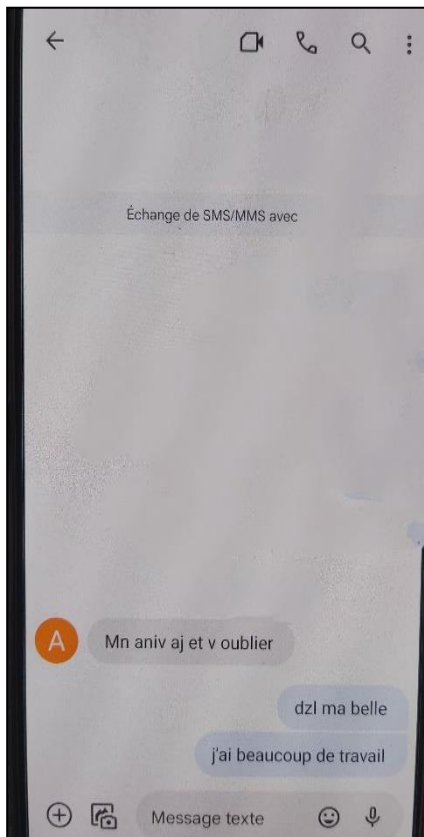 Échange de SMS/MMS avec
A
Mn aniv aj et v oublier
dzl ma belle
j'ai beaucoup de travail
Message texte